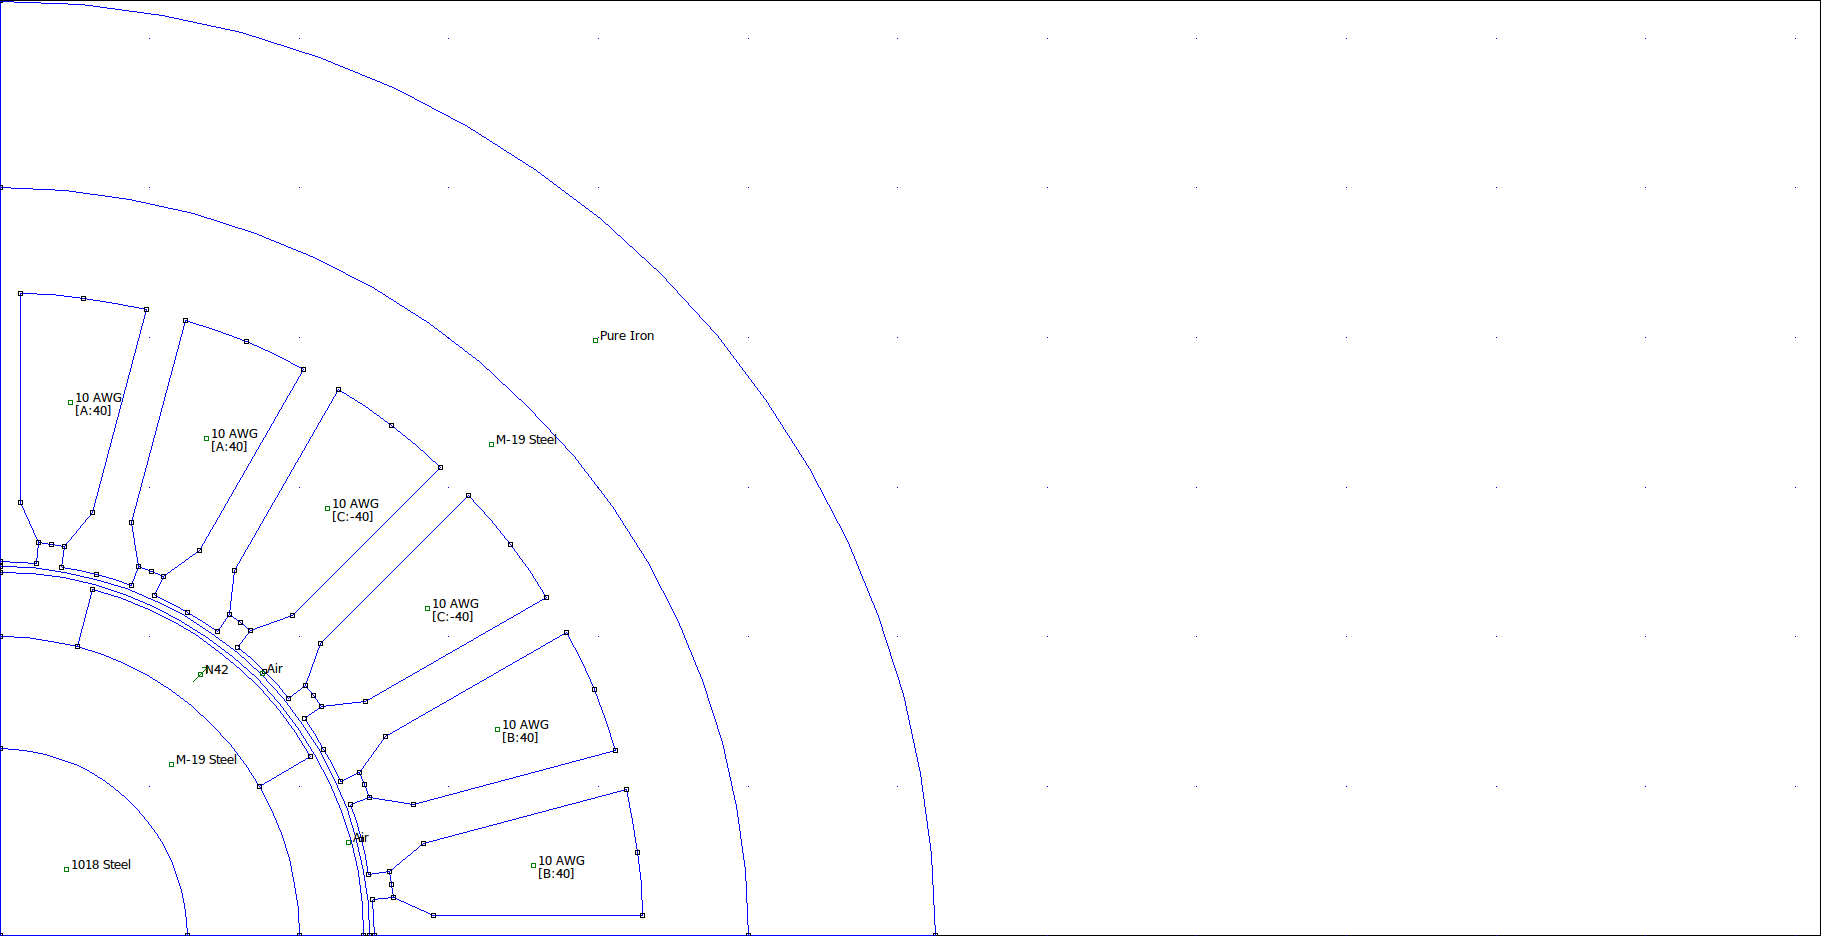 Pure Iron
10 AWG
[A:40]
10 AWG
[A:40]
M-19 Steel
10 AWG
[C:-40]
10 AWG
[C:-40]
N42
Air
10 AWG
[B:40]
M-19 Steel
Air
10 AWG
[B:40]
1018 Steel